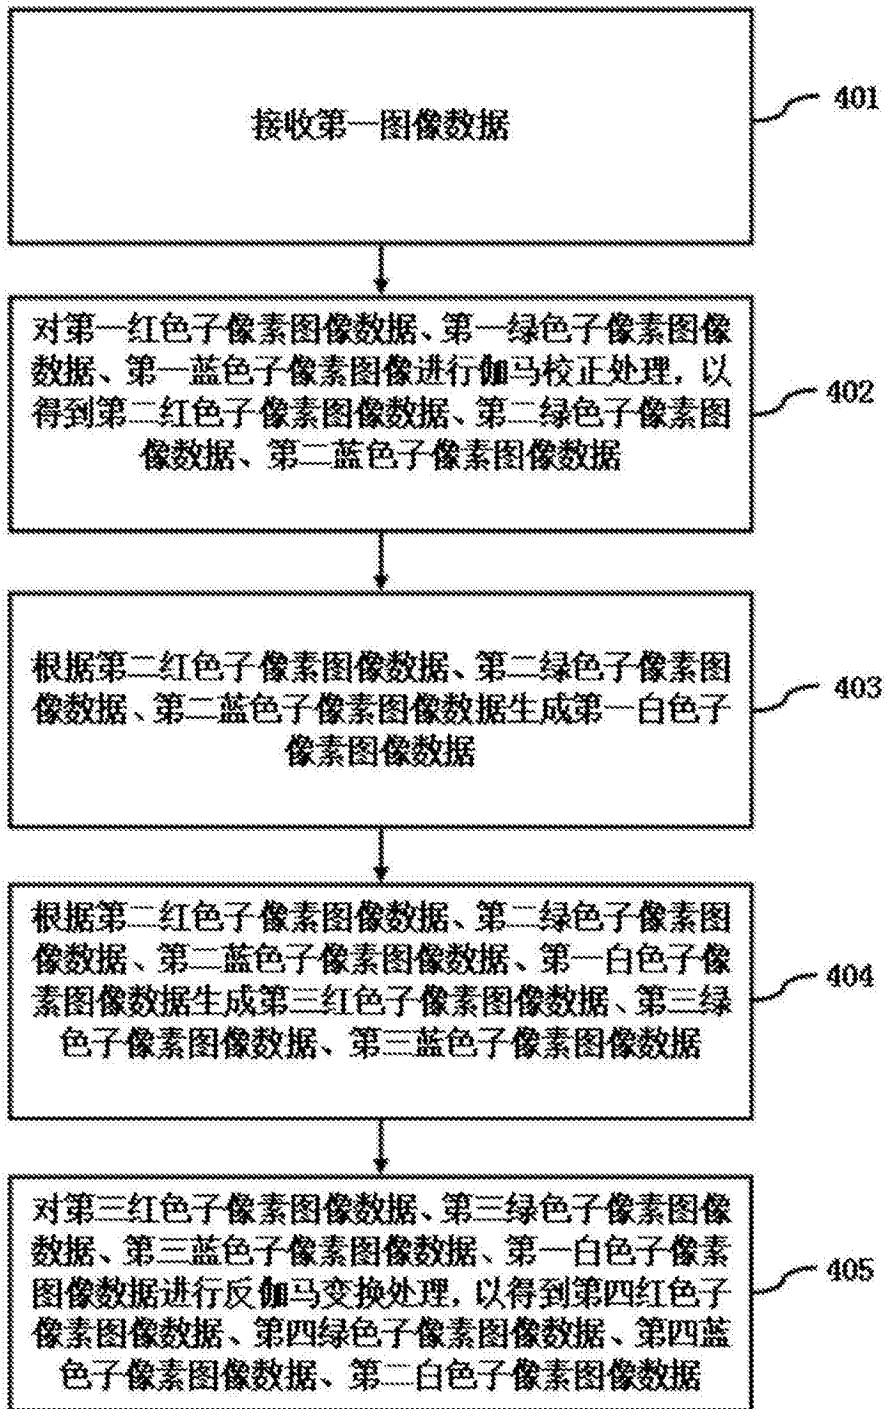 接收第一图像数据
401
对第一红色子像素图像数据、第一绿色子像素图像
数据、第一蓝色子像素图像进行伽马校正处理，以
得到第二红色子像素图像数据、第二绿色子像素图
像数据、第二蓝色子像素图像数据
402
根据第二红色子像素图像数据、第二绿色子像素图
像数据、第二蓝色子像素图像数据生成第一白色子
像素图像数据
403
根据第二红色子像素图像数据、第二绿色子像素图
像数据、第二蓝色子像素图像数据、第一白色子像
素图像数据生成第三红色子像素图像数据、第三绿
色子像素图像数据、第三蓝色子像素图像数据
404
对第三红色子像素图像数据、第三绿色子像素图像
数据、第三蓝色子像素图像数据、第一白色子像素
图像数据进行反伽马变换处理，以得到第四红色子
像素图像数据、第四绿色子像素图像数据、第四蓝
色子像素图像数据、第二白色子像素图像数据
405